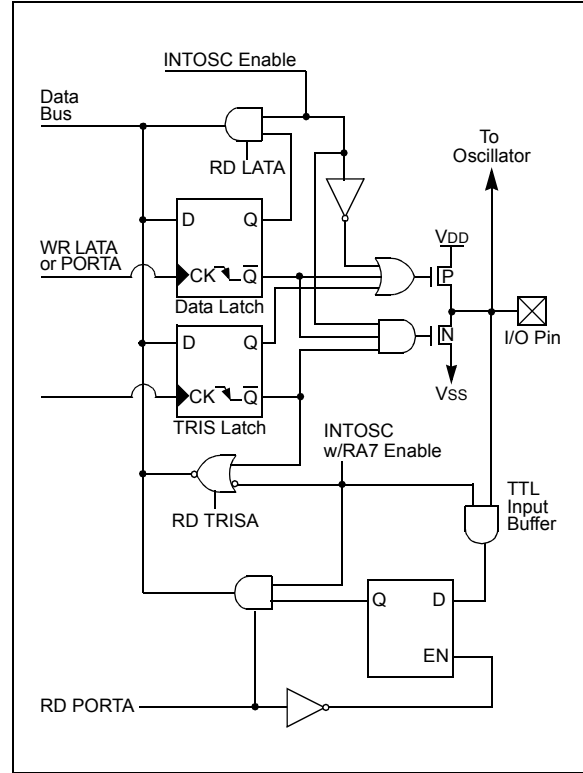 INTOSC Enable
Data
Bus
To
Oscillator
RD LATA
VDD
D
Q
P
WR LATA
or PORTA
CK
Q
Data Latch
N
I/O Pin
D
Q
VSS
CK
Q
TRIS Latch
INTOSC
w/RA7 Enable
TTL
Input
Buffer
RD TRISA
Q
D
EN
RD PORTA